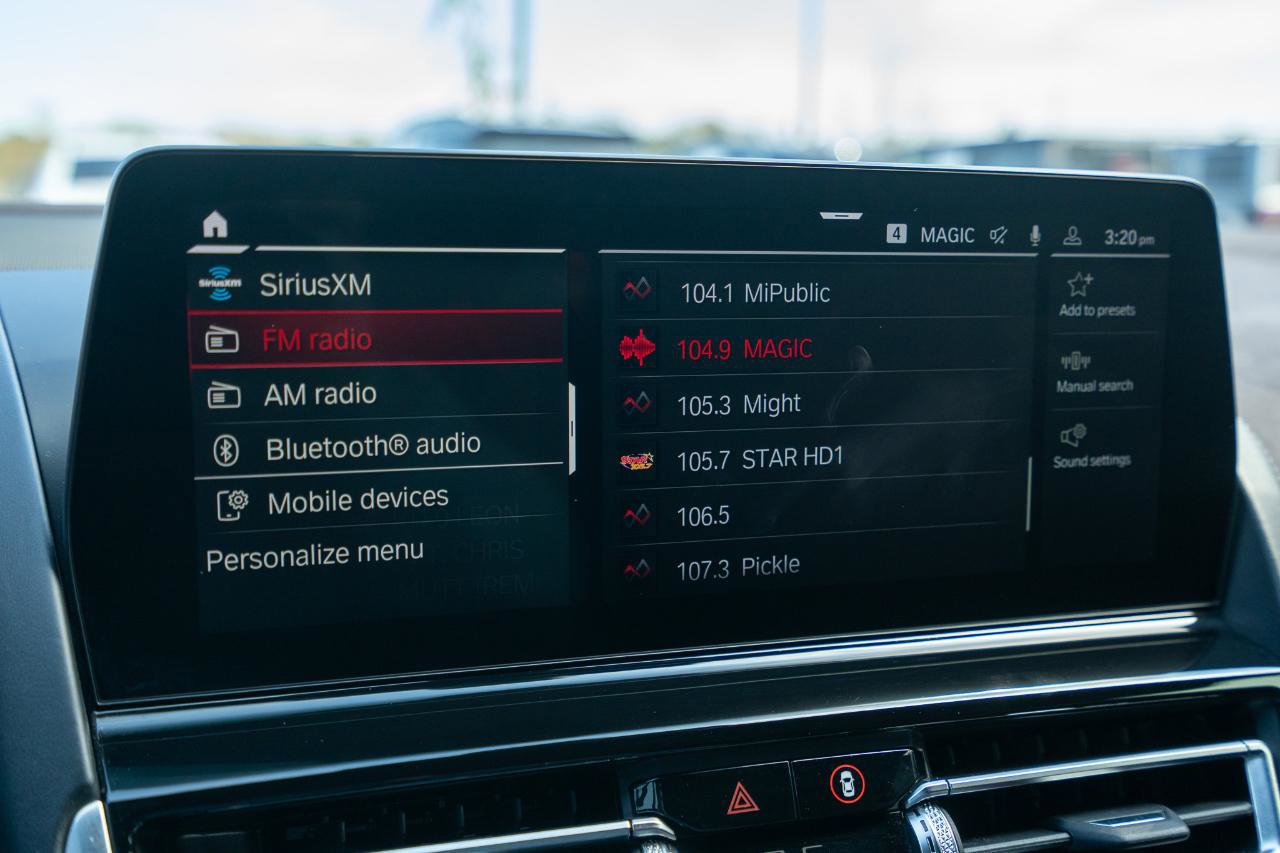 4 MAGIC 3:20 pm
SiriusXM SiriusXM
FM radio
AM radio
Bluetooth® audio
Mobile devices
Personalize menu
104.1 MiPublic
104.9 MAGIC
105.3 Might
105.7 STAR HD1
106.5
107.3 Pickle
Add to presets
Manual search
Sound settings